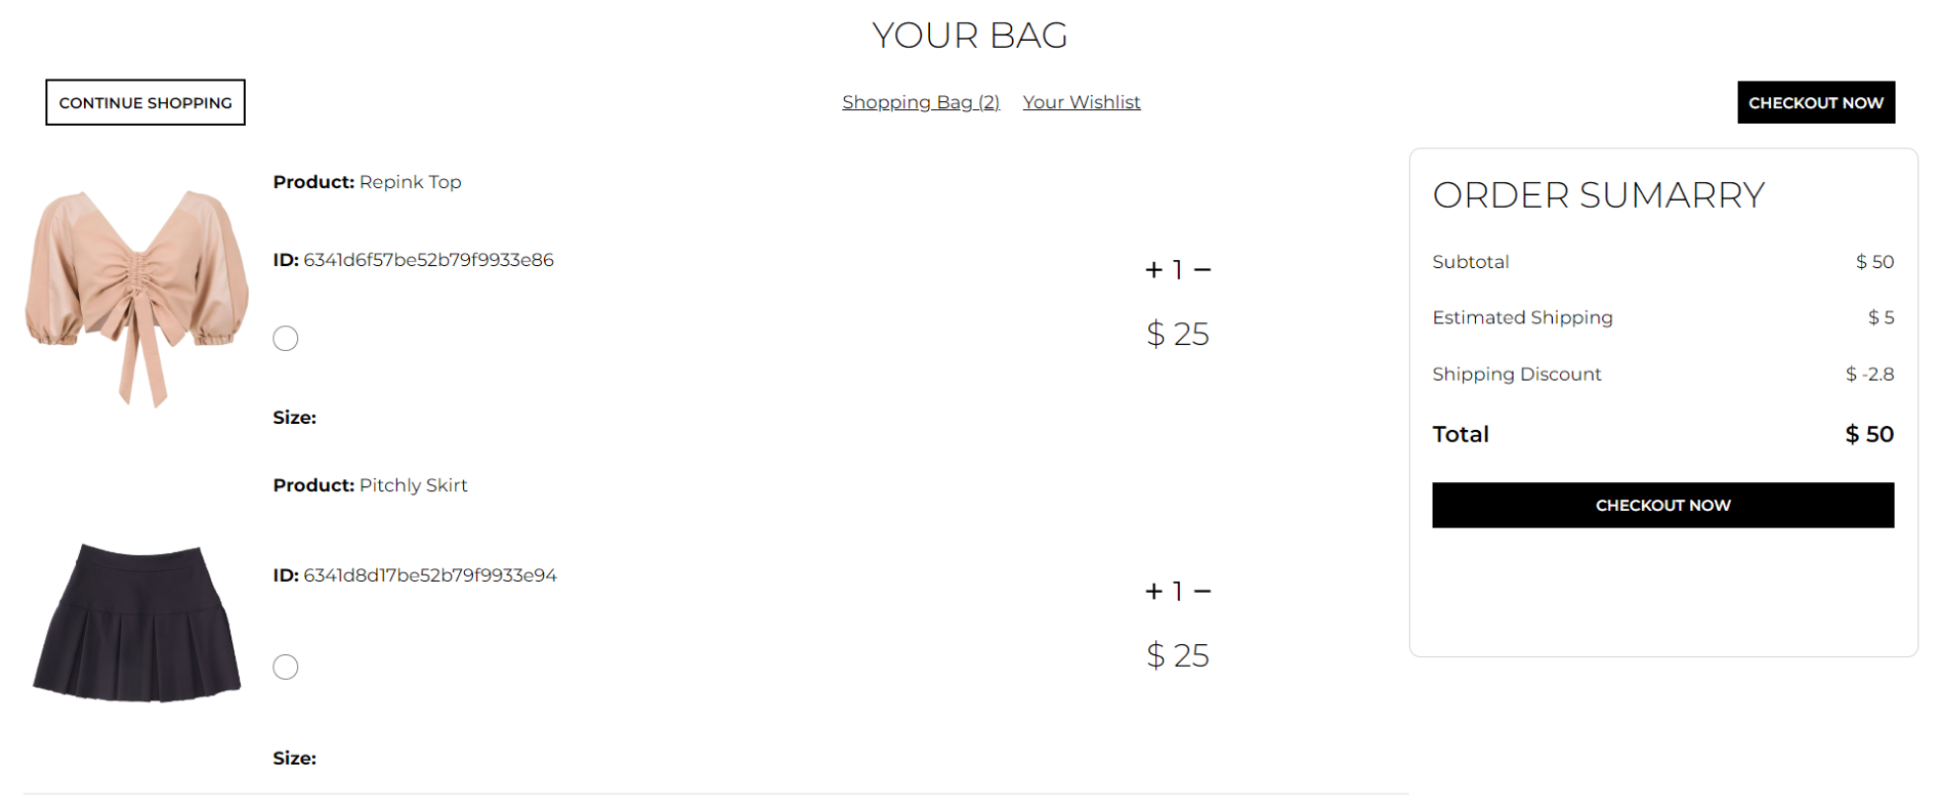 YOUR BAG
CONTINUE SHOPPING
Shopping Bag (2) Your Wishlist
CHECKOUT NOW
Product: Repink Top
ID: 6341d6f57be52b79f9933e86
+ 1 −
$ 25
Size:
Product: Pitchly Skirt
ID: 6341d8d17be52b79f9933e94
+ 1 −
$ 25
Size:
ORDER SUMARRY
Subtotal $ 50
Estimated Shipping $ 5
Shipping Discount $ -2.8
Total $ 50
CHECKOUT NOW